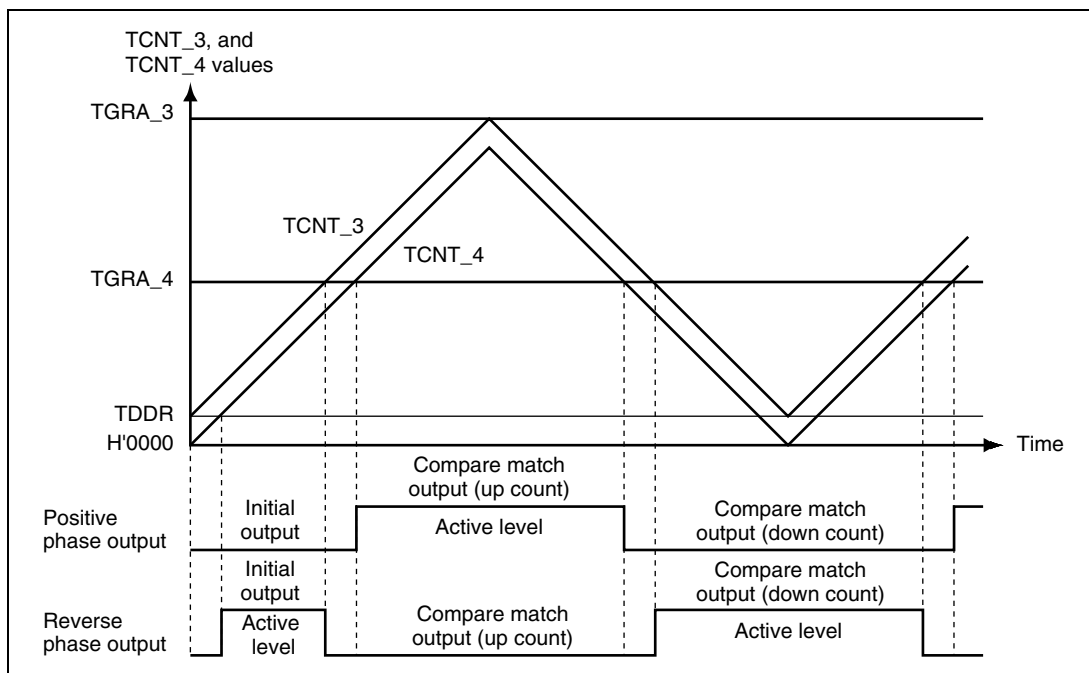 TCNT_3, and
TCNT_4 values
TGRA_3
TCNT_3
TCNT_4
TGRA_4
TDDR
H'0000
Time
Compare match
output (up count)
Positive
phase output
Initial
output
Active level
Compare match
output (down count)
Initial
output
Compare match
output (down count)
Reverse
phase output
Active
level
Compare match
output (up count)
Active level